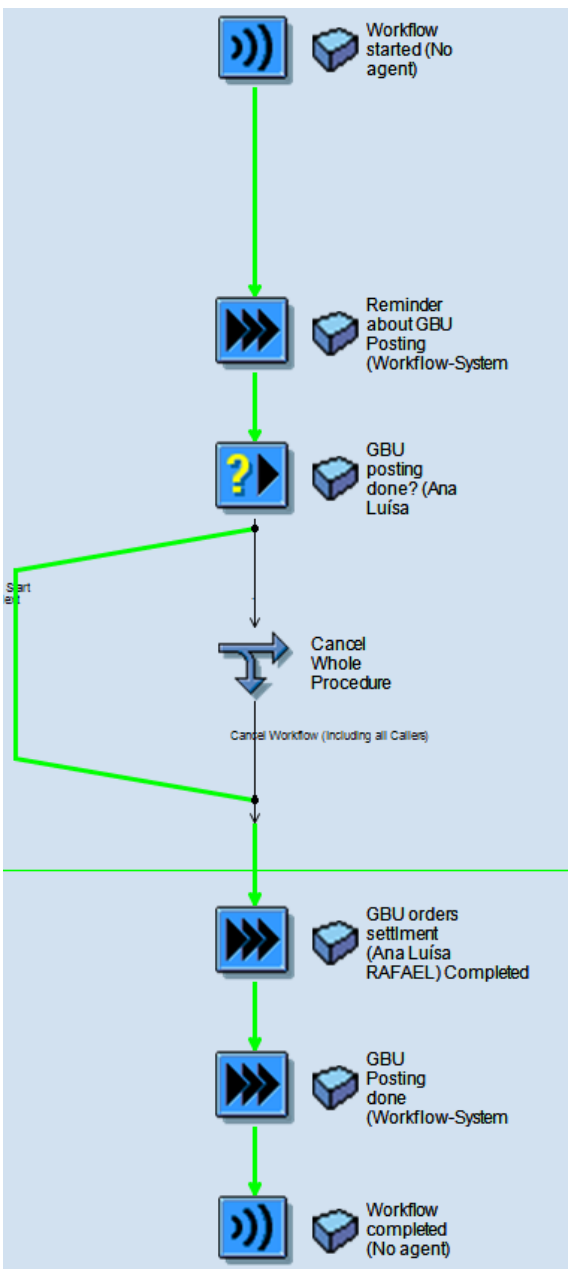 Workflow
started (No
agent)
Reminder
about GBU
Posting
(Workflow-System
GBU
posting
done? (Ana
Luísa
Start
Cancel
Whole
Procedure
Cancel Workflow (Including all Callers)
GBU orders
settlment
(Ana Luísa
RAFAEL) Completed
GBU
Posting
done
(Workflow-System
Workflow
completed
(No agent)